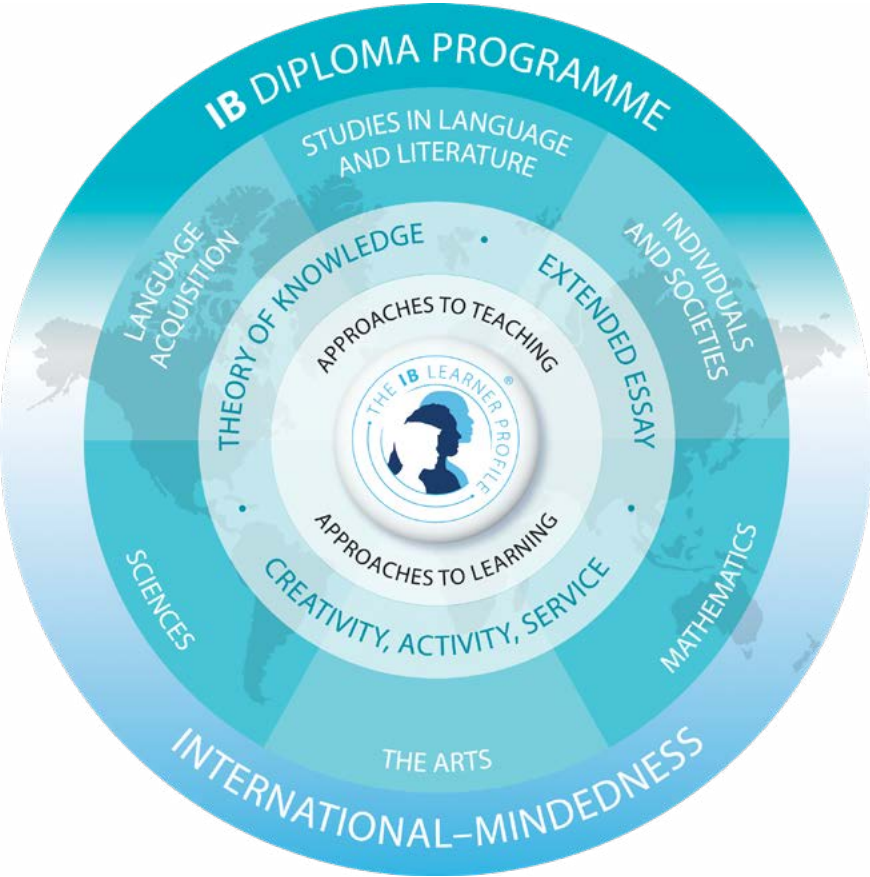 IB DIPLOMA PROGRAMME
STUDIES IN LANGUAGE
AND LITERATURE
LANGUAGE
ACQUISITION
INDIVIDUALS
AND SOCIETIES
THEORY OF KNOWLEDGE
•
EXTENDED ESSAY
APPROACHES TO TEACHING
THE IB LEARNER PROFILE®
APPROACHES TO LEARNING
•
CREATIVITY, ACTIVITY, SERVICE
•
SCIENCES
MATHEMATICS
THE ARTS
INTERNATIONAL–MINDEDNESS